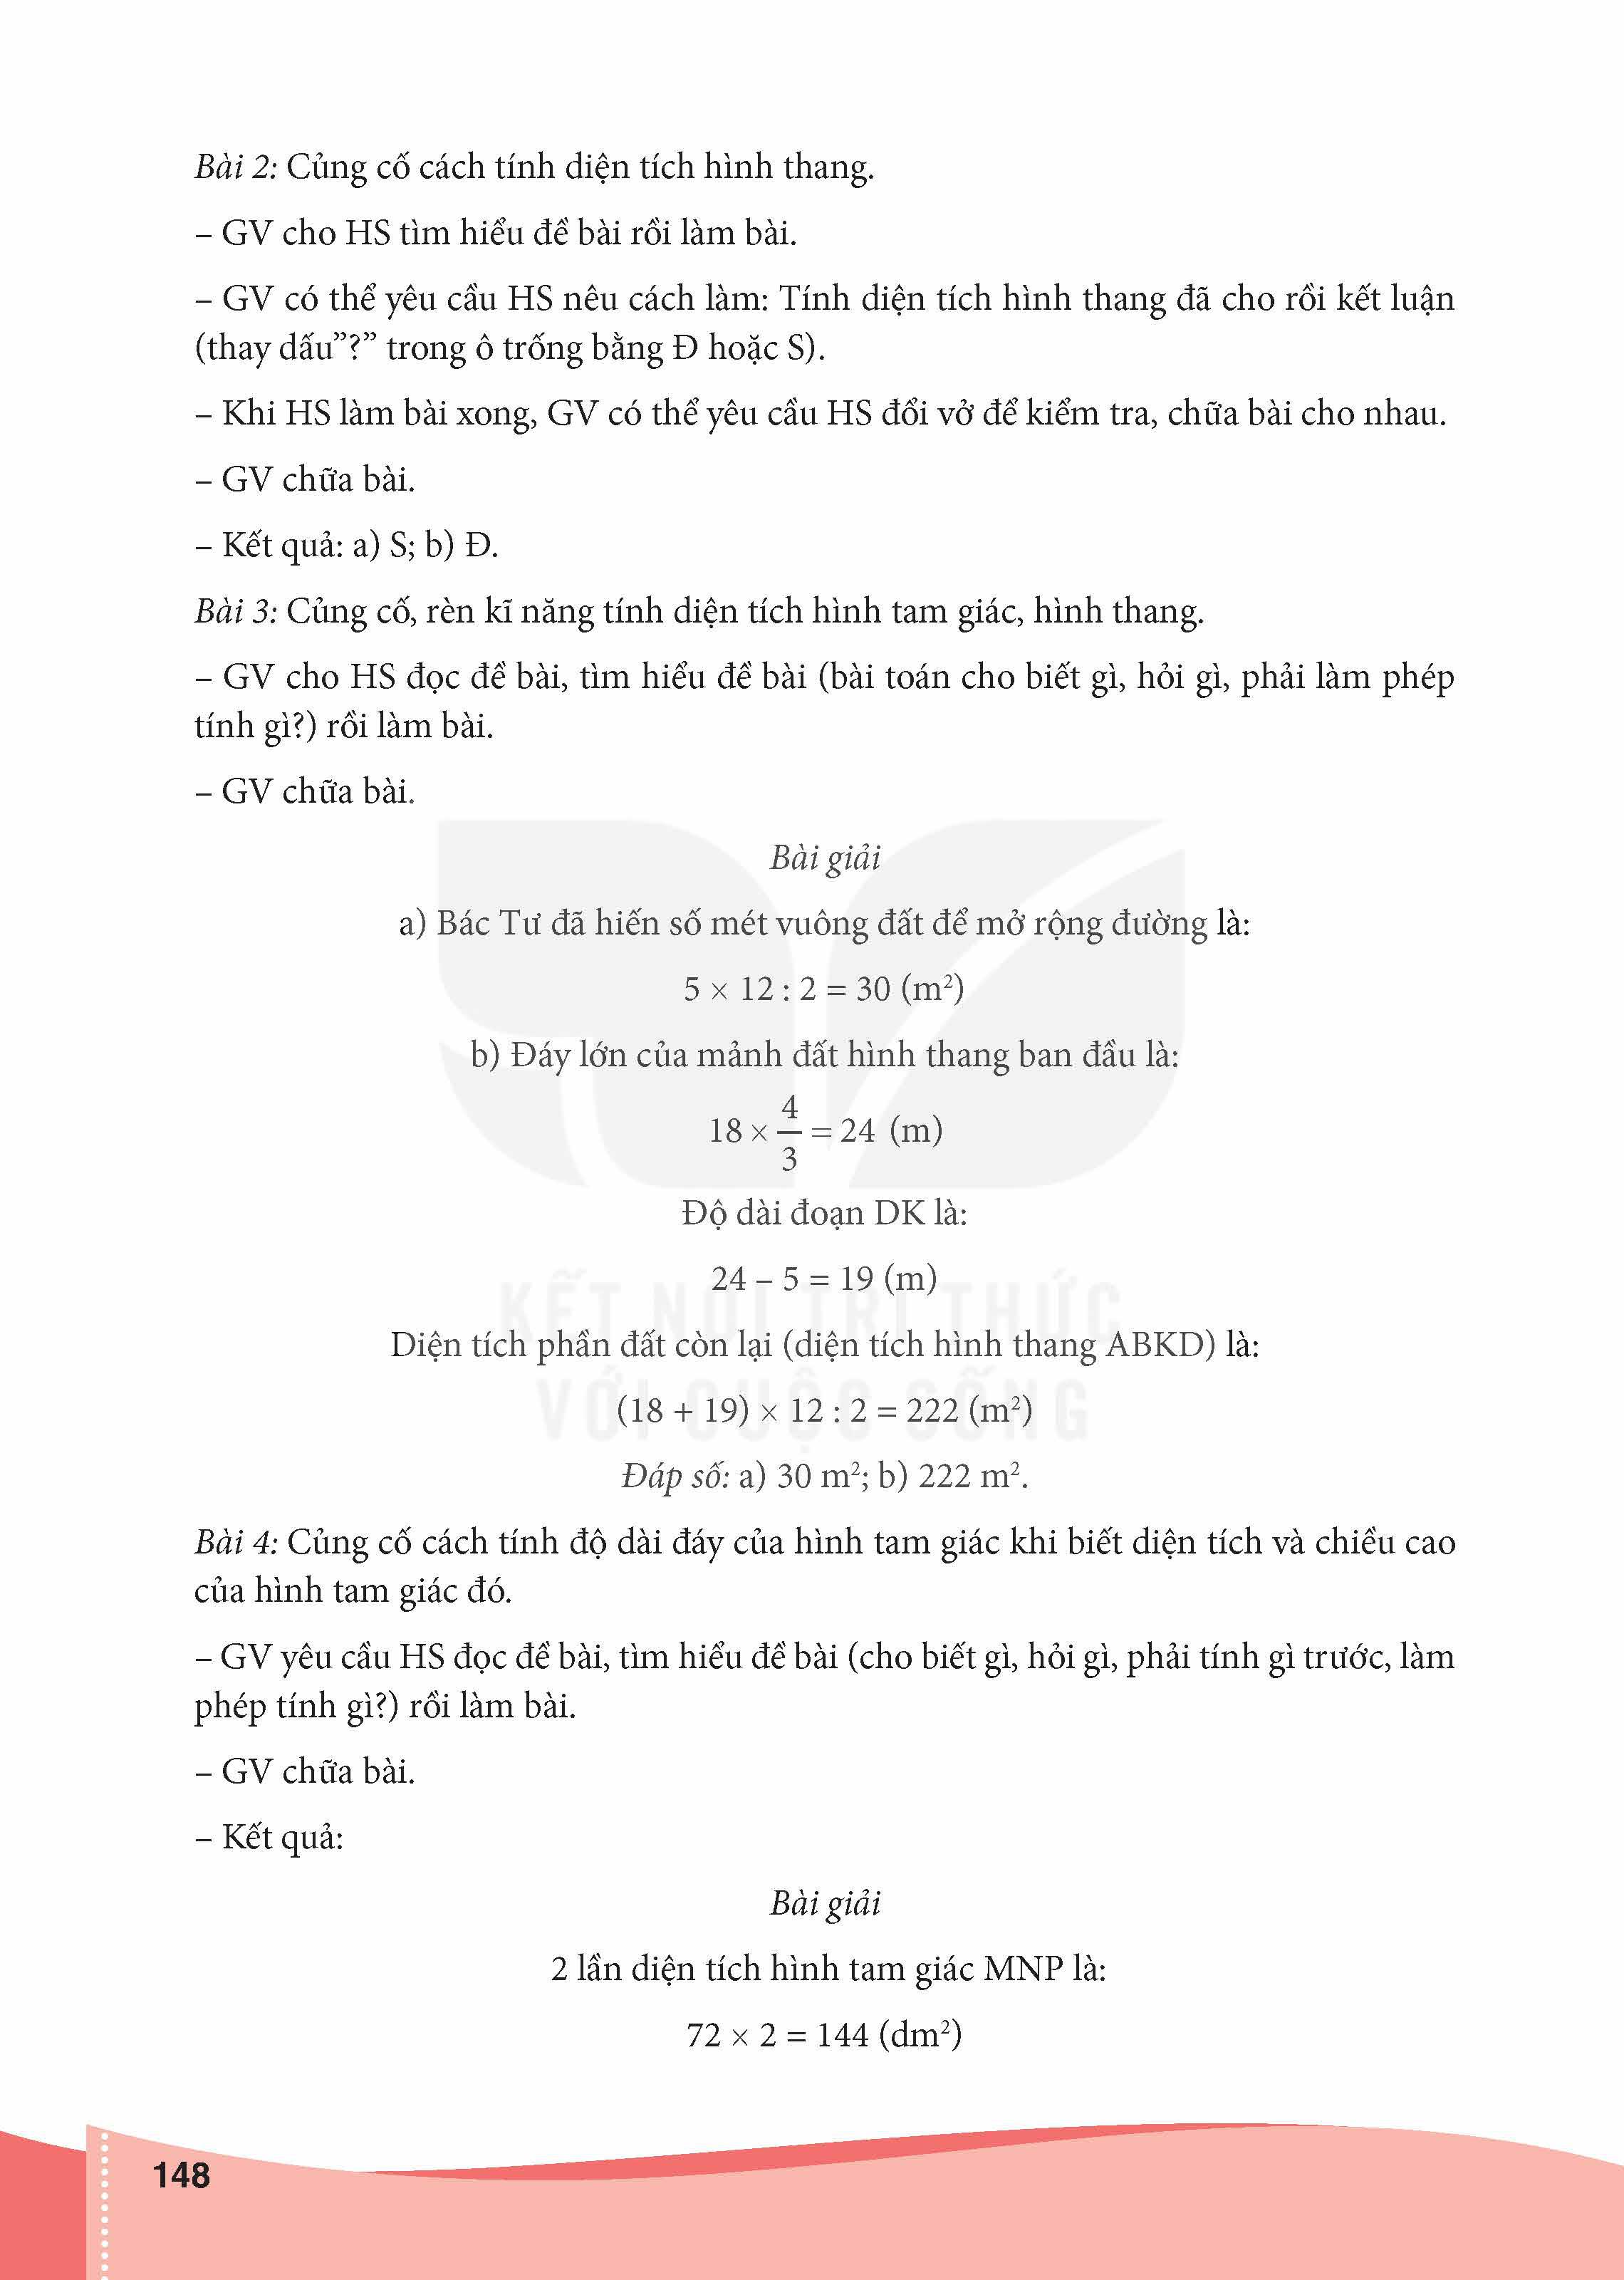 Bài 2: Củng cố cách tính diện tích hình thang.
– GV cho HS tìm hiểu đề bài rồi làm bài.
– GV có thể yêu cầu HS nêu cách làm: Tính diện tích hình thang đã cho rồi kết luận
(thay dấu”?” trong ô trống bằng Đ hoặc S).
– Khi HS làm bài xong, GV có thể yêu cầu HS đổi vở để kiểm tra, chữa bài cho nhau.
– GV chữa bài.
– Kết quả: a) S; b) Đ.
Bài 3: Củng cố, rèn kĩ năng tính diện tích hình tam giác, hình thang.
– GV cho HS đọc đề bài, tìm hiểu đề bài (bài toán cho biết gì, hỏi gì, phải làm phép
tính gì?) rồi làm bài.
– GV chữa bài.
Bài giải
a) Bác Tư đã hiến số mét vuông đất để mở rộng đường là:
5 × 12 : 2 = 30 (m²)
b) Đáy lớn của mảnh đất hình thang ban đầu là:
18 × 4/3 = 24 (m)
Độ dài đoạn DK là:
24 – 5 = 19 (m)
KẾT NỐI TRI THỨC
Diện tích phần đất còn lại (diện tích hình thang ABKD) là:
VỚI CUỘC SỐNG
(18 + 19) × 12 : 2 = 222 (m²)
Đáp số: a) 30 m²; b) 222 m².
Bài 4: Củng cố cách tính độ dài đáy của hình tam giác khi biết diện tích và chiều cao
của hình tam giác đó.
– GV yêu cầu HS đọc đề bài, tìm hiểu đề bài (cho biết gì, hỏi gì, phải tính gì trước, làm
phép tính gì?) rồi làm bài.
– GV chữa bài.
– Kết quả:
Bài giải
2 lần diện tích hình tam giác MNP là:
72 × 2 = 144 (dm²)
148